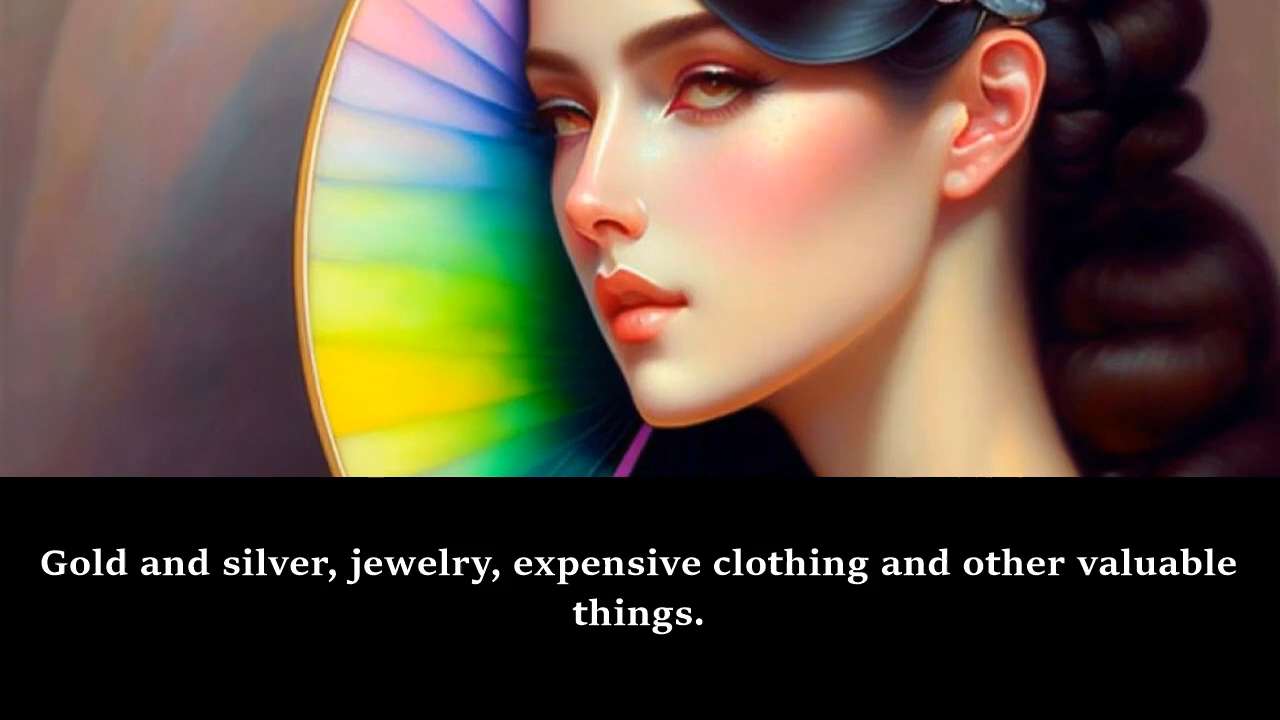 Gold and silver, jewelry, expensive clothing and other valuable
things.